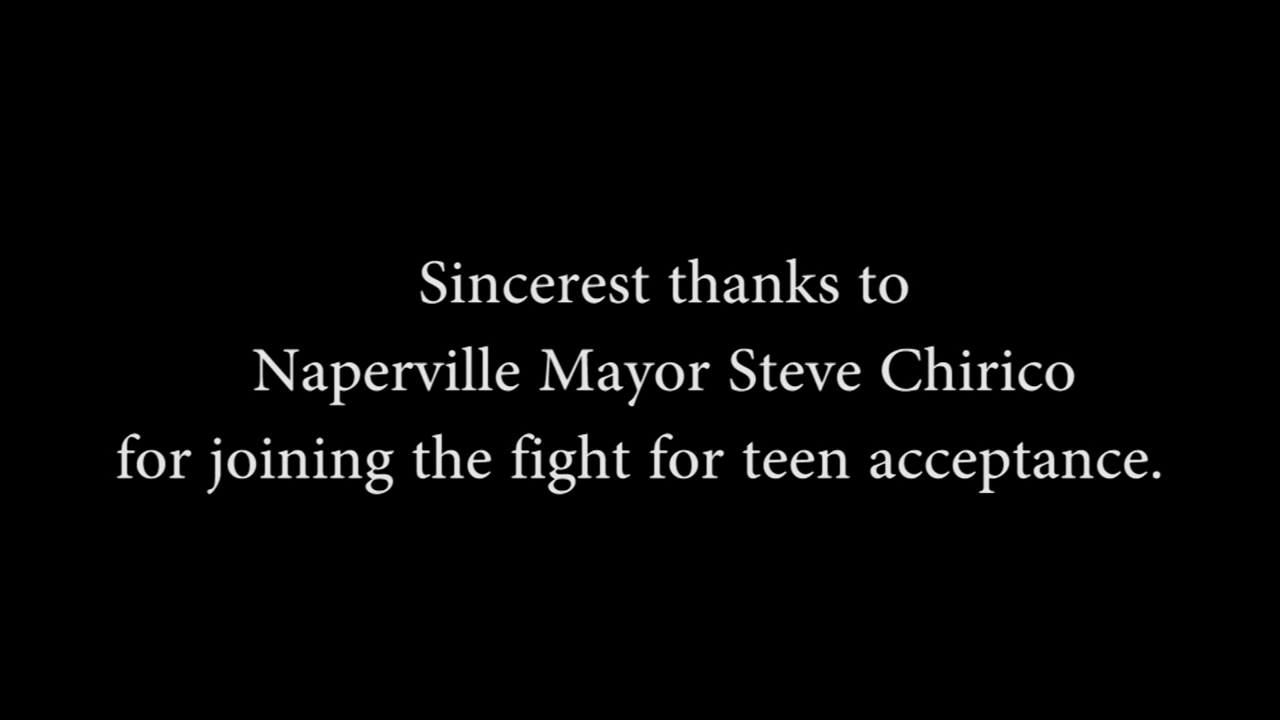 Sincerest thanks to
Naperville Mayor Steve Chirico
for joining the fight for teen acceptance.